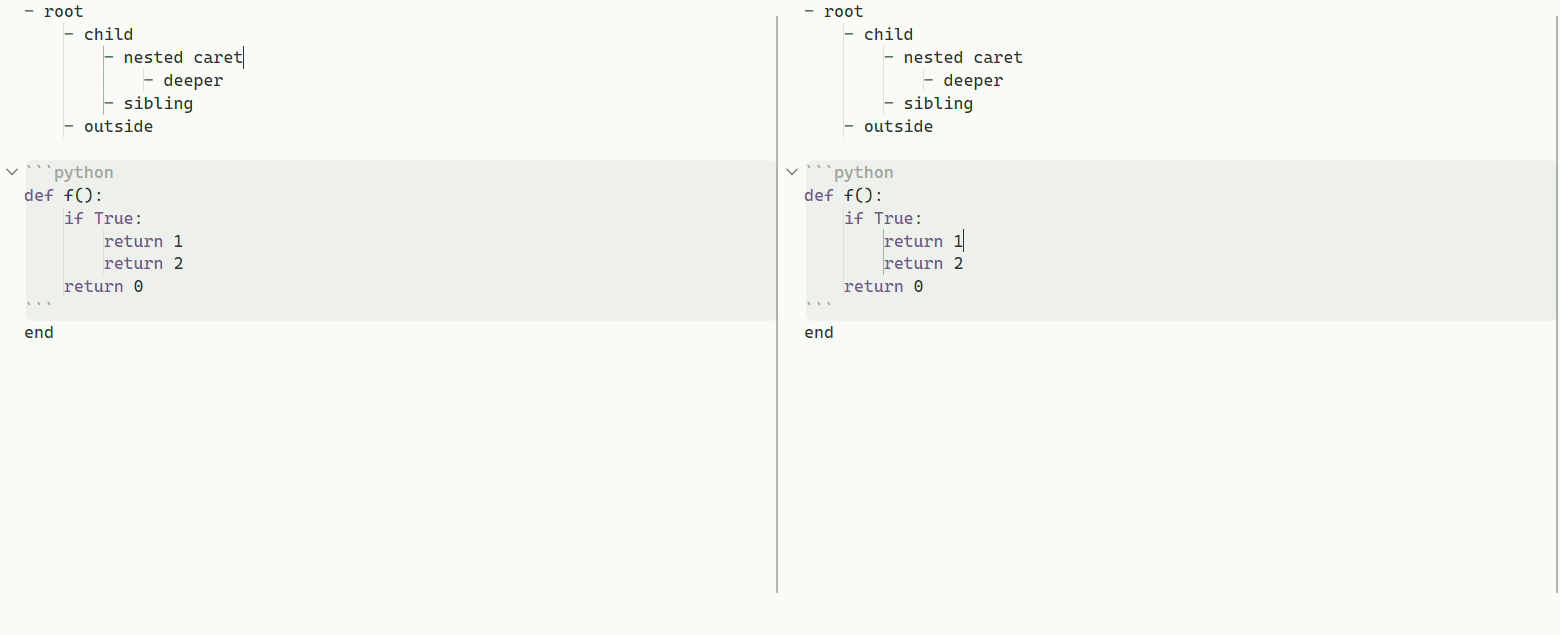 - root
    - child
        - nested caret
            - deeper
        - sibling
    - outside

```python
def f():
    if True:
        return 1
        return 2
    return 0
```
end

- root
    - child
        - nested caret
            - deeper
        - sibling
    - outside

```python
def f():
    if True:
        return 1
        return 2
    return 0
```
end